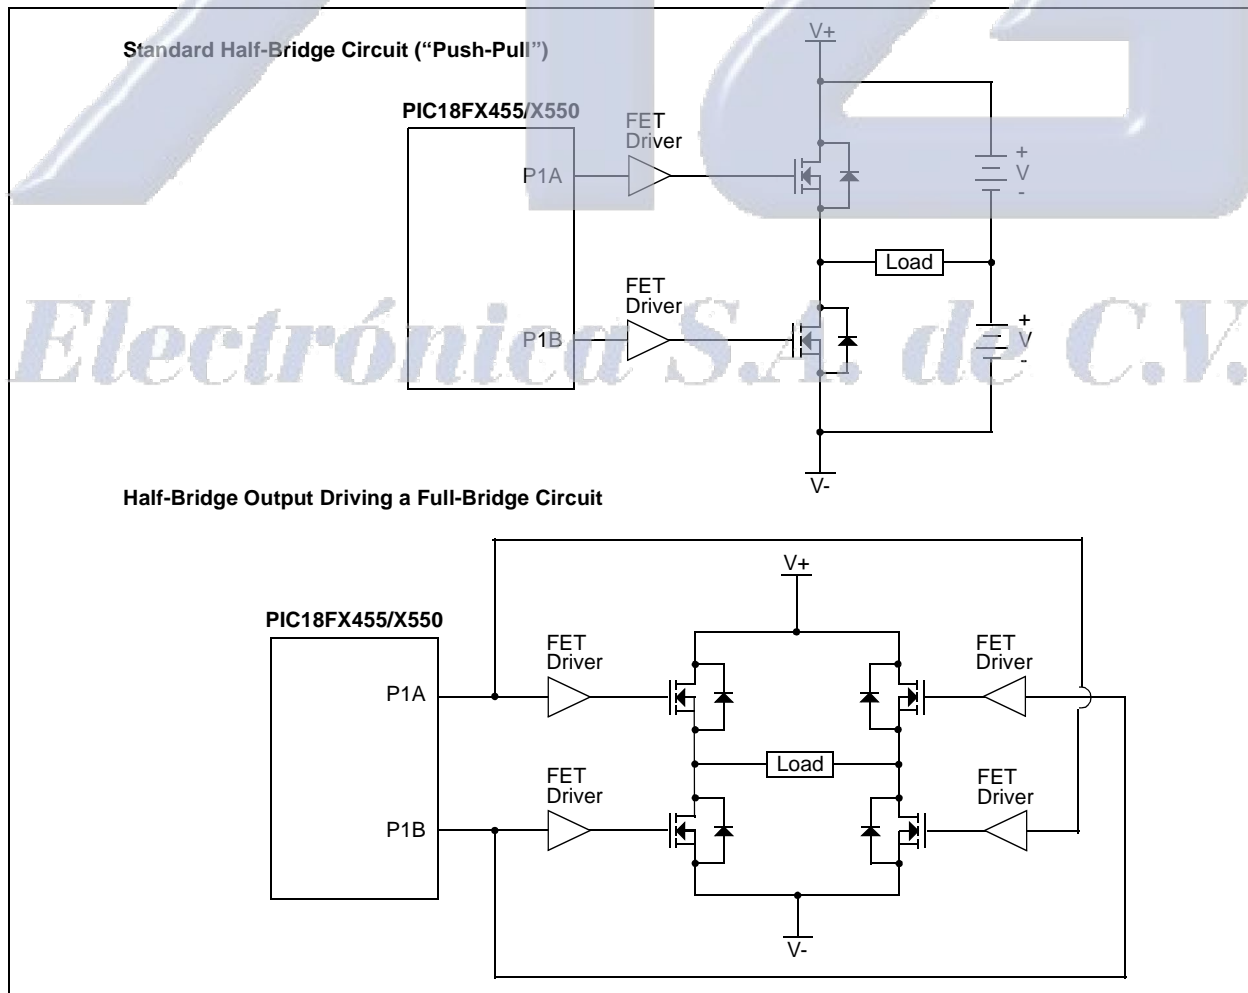 Standard Half-Bridge Circuit (“Push-Pull”)
V+
PIC18FX455/X550
FET
Driver
P1A
+
V
-
Load
FET
Driver
P1B
+
V
-
Electrónica S.A. de C.V.
V-
Half-Bridge Output Driving a Full-Bridge Circuit
V+
PIC18FX455/X550
FET
Driver
FET
Driver
P1A
Load
FET
Driver
FET
Driver
P1B
V-